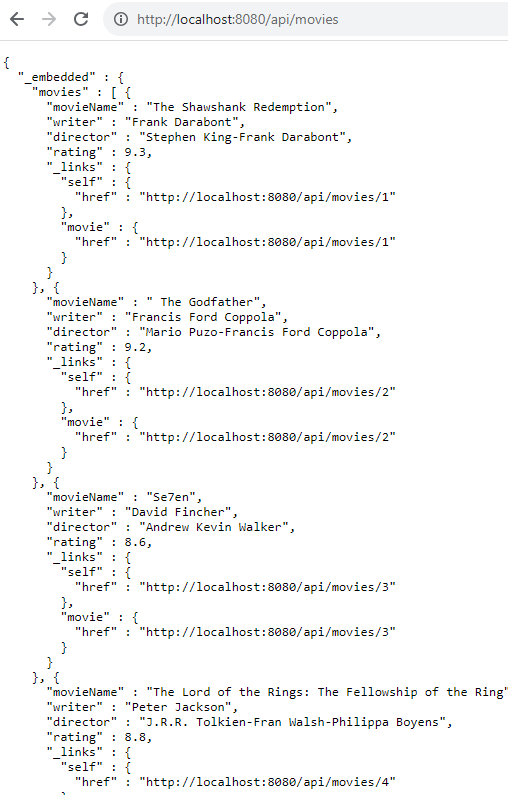 http://localhost:8080/api/movies
{
  "_embedded" : {
    "movies" : [ {
      "movieName" : "The Shawshank Redemption",
      "writer" : "Frank Darabont",
      "director" : "Stephen King-Frank Darabont",
      "rating" : 9.3,
      "_links" : {
        "self" : {
          "href" : "http://localhost:8080/api/movies/1"
        },
        "movie" : {
          "href" : "http://localhost:8080/api/movies/1"
        }
      }
    }, {
      "movieName" : " The Godfather",
      "writer" : "Francis Ford Coppola",
      "director" : "Mario Puzo-Francis Ford Coppola",
      "rating" : 9.2,
      "_links" : {
        "self" : {
          "href" : "http://localhost:8080/api/movies/2"
        },
        "movie" : {
          "href" : "http://localhost:8080/api/movies/2"
        }
      }
    }, {
      "movieName" : "Se7en",
      "writer" : "David Fincher",
      "director" : "Andrew Kevin Walker",
      "rating" : 8.6,
      "_links" : {
        "self" : {
          "href" : "http://localhost:8080/api/movies/3"
        },
        "movie" : {
          "href" : "http://localhost:8080/api/movies/3"
        }
      }
    }, {
      "movieName" : "The Lord of the Rings: The Fellowship of the Ring"
      "writer" : "Peter Jackson",
      "director" : "J.R.R. Tolkien-Fran Walsh-Philippa Boyens",
      "rating" : 8.8,
      "_links" : {
        "self" : {
          "href" : "http://localhost:8080/api/movies/4"